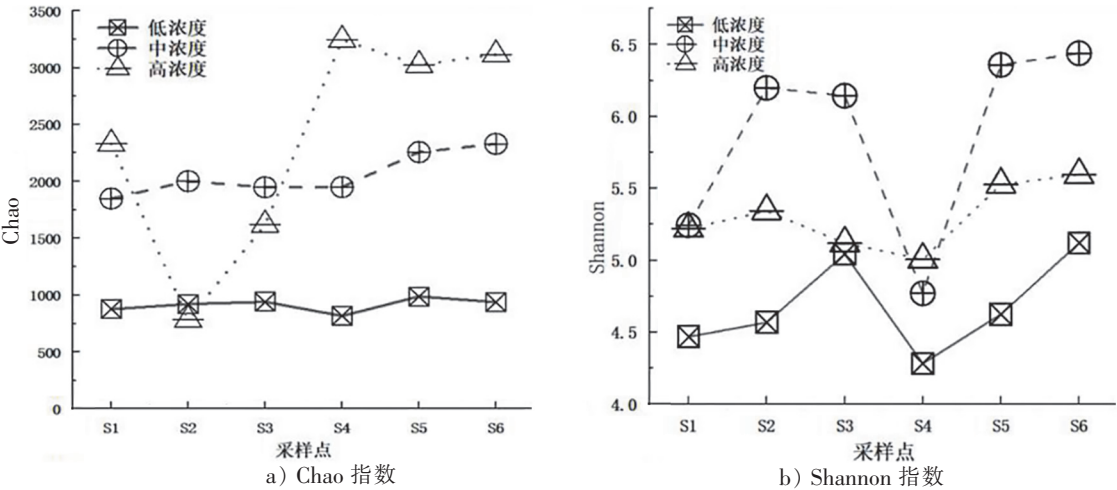 3500
3000
2500
2000
1500
1000
500
0
Chao
低浓度
中浓度
高浓度
S1 S2 S3 S4 S5 S6
采样点
a) Chao 指数
6.5
6.0
5.5
5.0
4.5
4.0
Shannon
低浓度
中浓度
高浓度
S1 S2 S3 S4 S5 S6
采样点
b) Shannon 指数